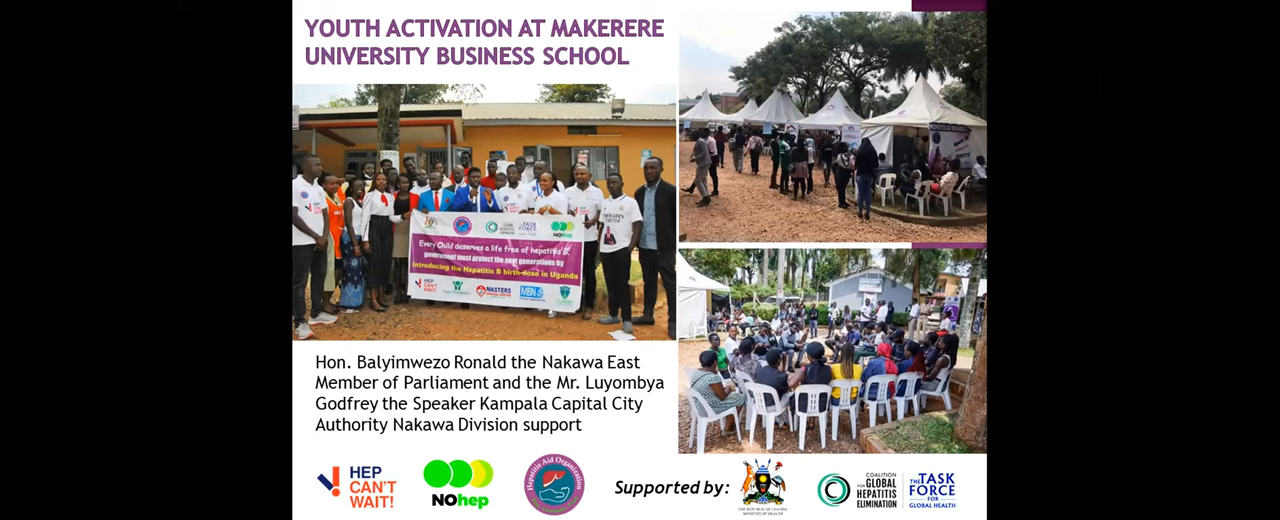 YOUTH ACTIVATION AT MAKERERE
UNIVERSITY BUSINESS SCHOOL
Every Child deserves a life free of hepatitis B,
government must protect the next generations by
Introducing the Hepatitis B birth-dose in Uganda
TASK
FORCE
NOhep
HEP
CAN'T
WAIT!
MASTERS
MBN
Hon. Balyimwezo Ronald the Nakawa East
Member of Parliament and the Mr. Luyombya
Godfrey the Speaker Kampala Capital City
Authority Nakawa Division support
HEP
CAN'T
WAIT!
NOhep
Hepatitis Aid Organization
Supported by:
THE REPUBLIC OF UGANDA
MINISTRY OF HEALTH
COALITION
FOR GLOBAL
HEPATITIS
ELIMINATION
THE TASK
FORCE
FOR
GLOBAL HEALTH